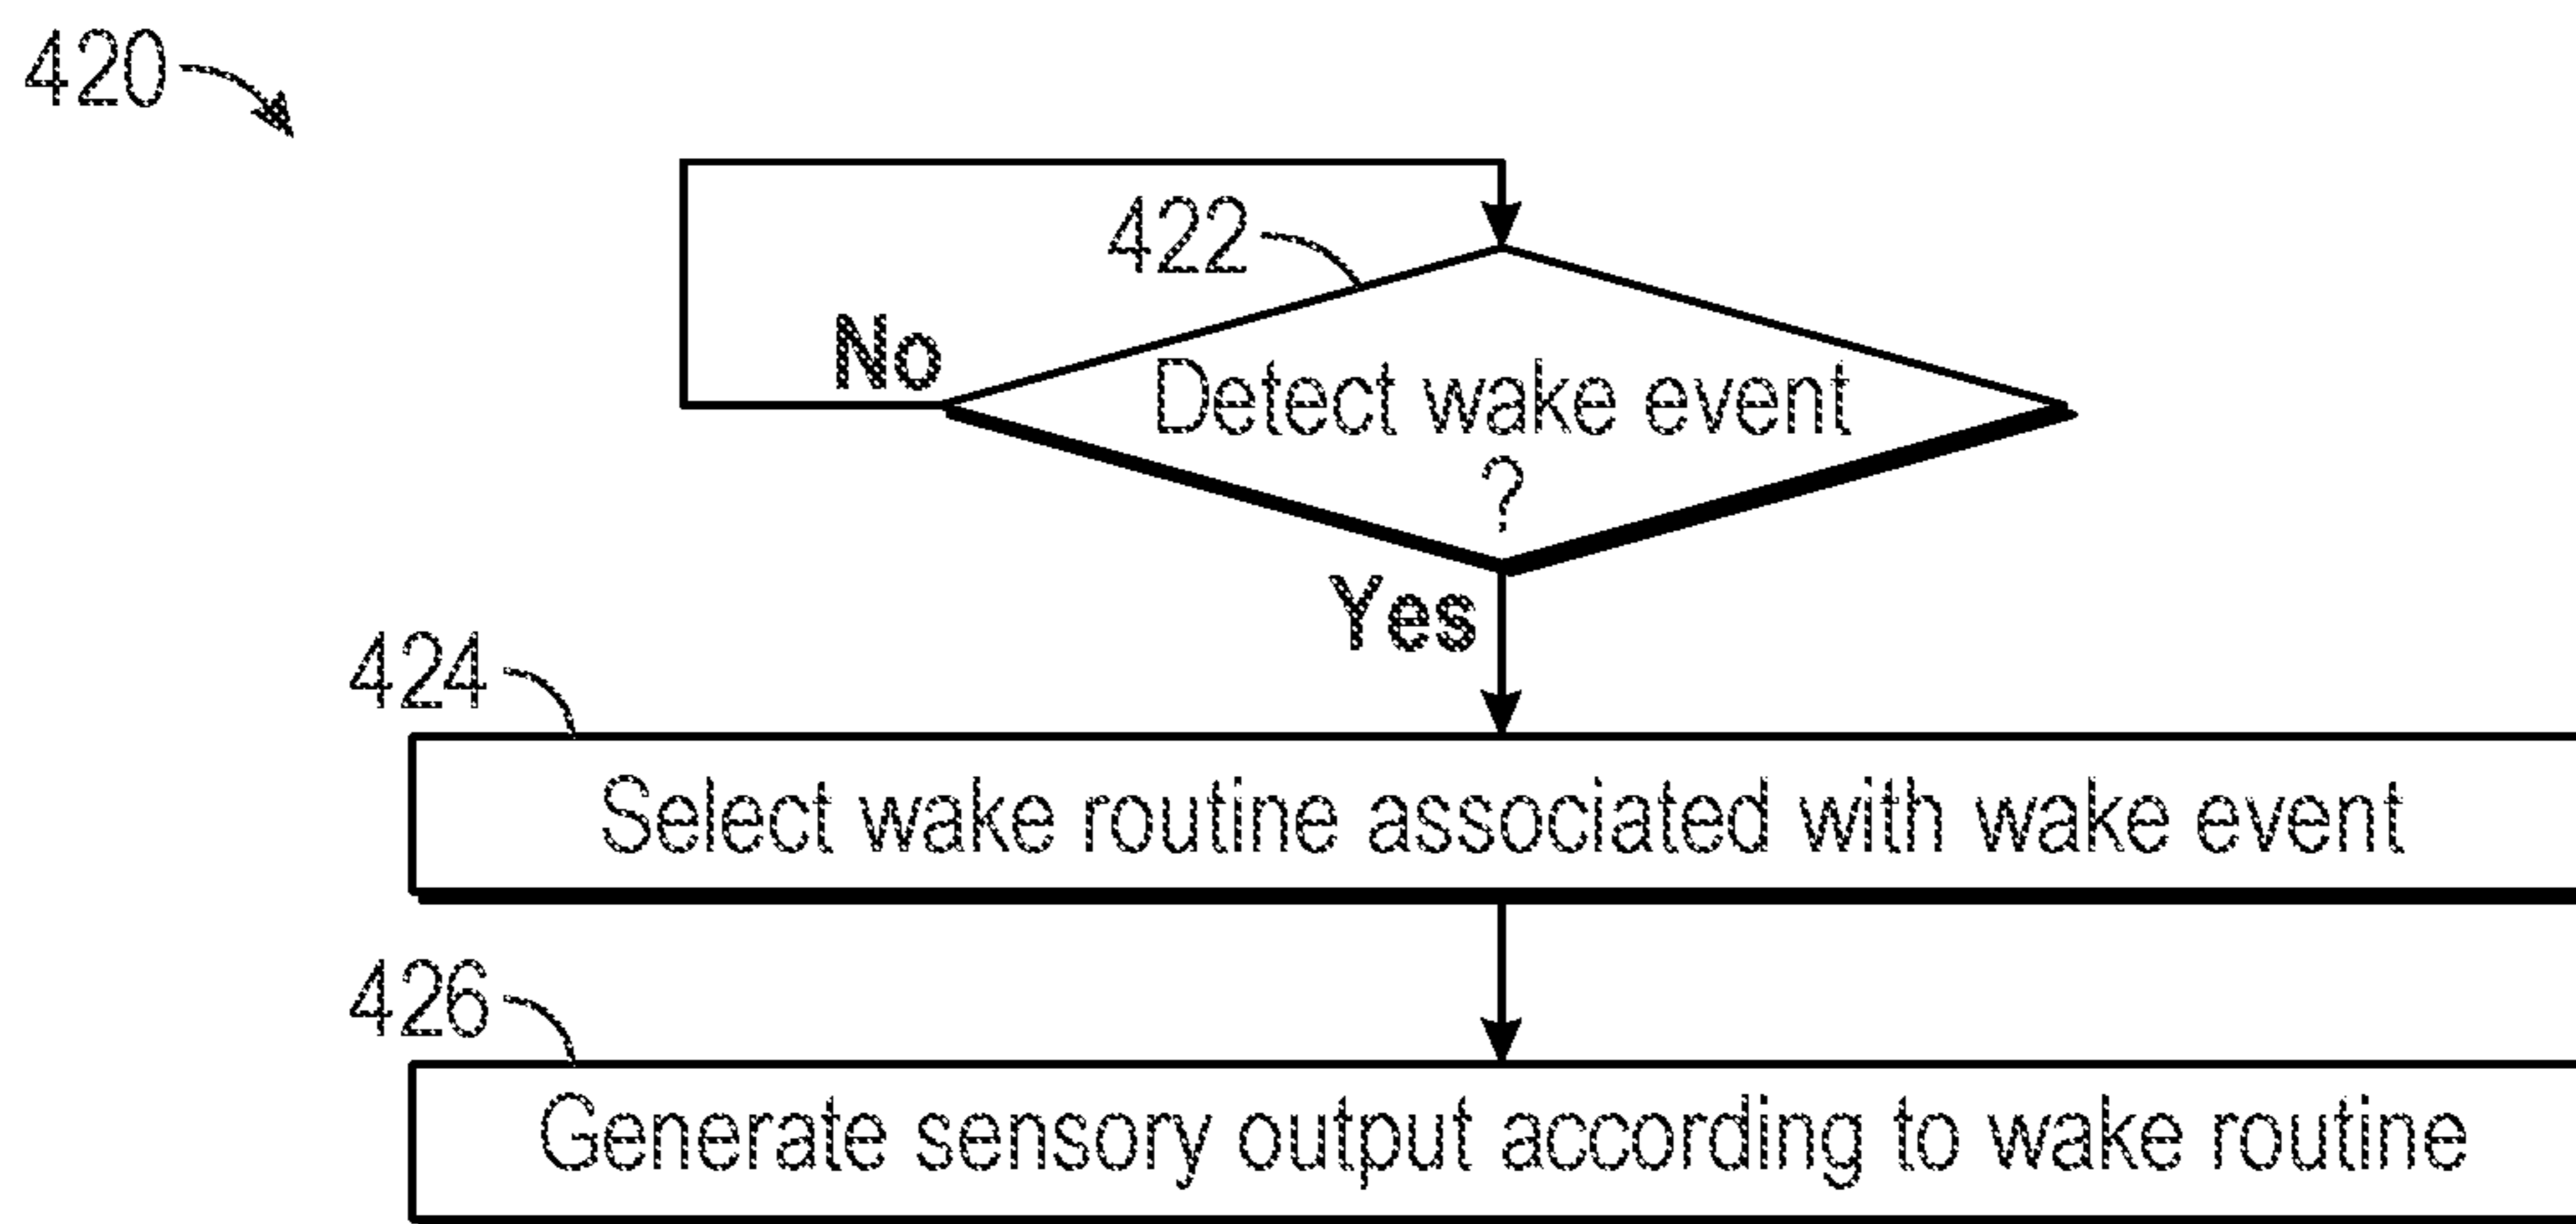 420
422
No
Detect wake event
?
Yes
424
Select wake routine associated with wake event
426
Generate sensory output according to wake routine